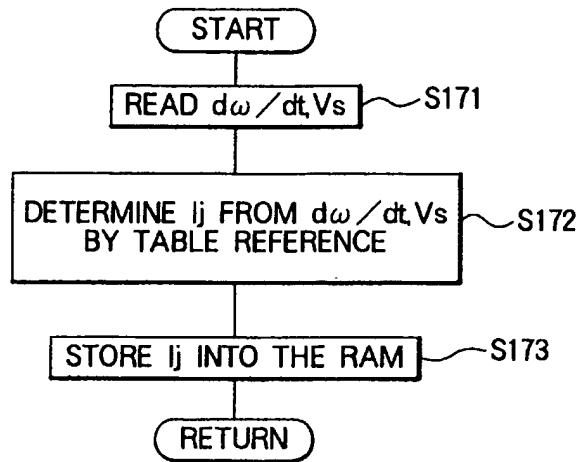 START
READ dω/dt,Vs
S171
DETERMINE Ij FROM dω/dt,Vs
BY TABLE REFERENCE
S172
STORE Ij INTO THE RAM
S173
RETURN